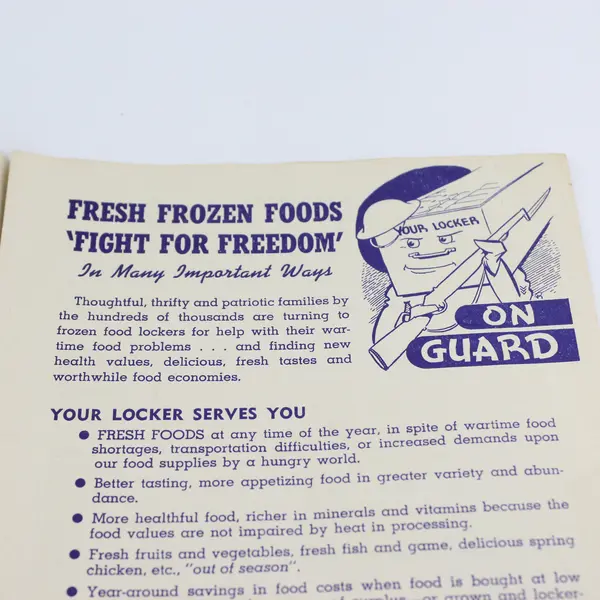 FRESH FROZEN FOODS
'FIGHT FOR FREEDOM'
In Many Important Ways
YOUR LOCKER
ON
GUARD
Thoughtful, thrifty and patriotic families by
the hundreds of thousands are turning to
frozen food lockers for help with their war-
time food problems . . . and finding new
health values, delicious, fresh tastes and
worthwhile food economies.
YOUR LOCKER SERVES YOU
● FRESH FOODS at any time of the year, in spite of wartime food
shortages, transportation difficulties, or increased demands upon
our food supplies by a hungry world.
● Better tasting, more appetizing food in greater variety and abun-
dance.
● More healthful food, richer in minerals and vitamins because the
food values are not impaired by heat in processing.
● Fresh fruits and vegetables, fresh fish and game, delicious spring
chicken, etc., "out of season".
● Year-around savings in food costs when food is bought at low
surplus—or grown and locker-